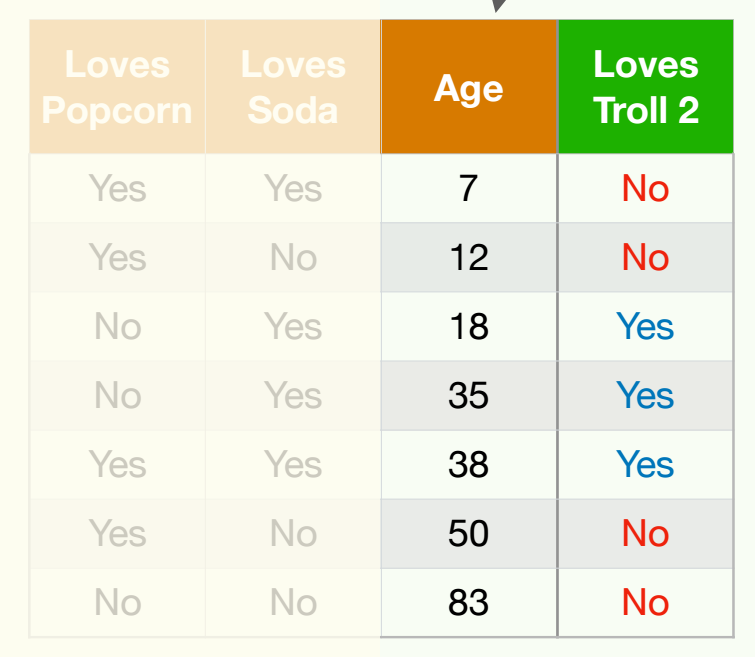 Loves Popcorn Loves Soda Age Loves Troll 2
Yes Yes 7 No
Yes No 12 No
No Yes 18 Yes
No Yes 35 Yes
Yes Yes 38 Yes
Yes No 50 No
No No 83 No